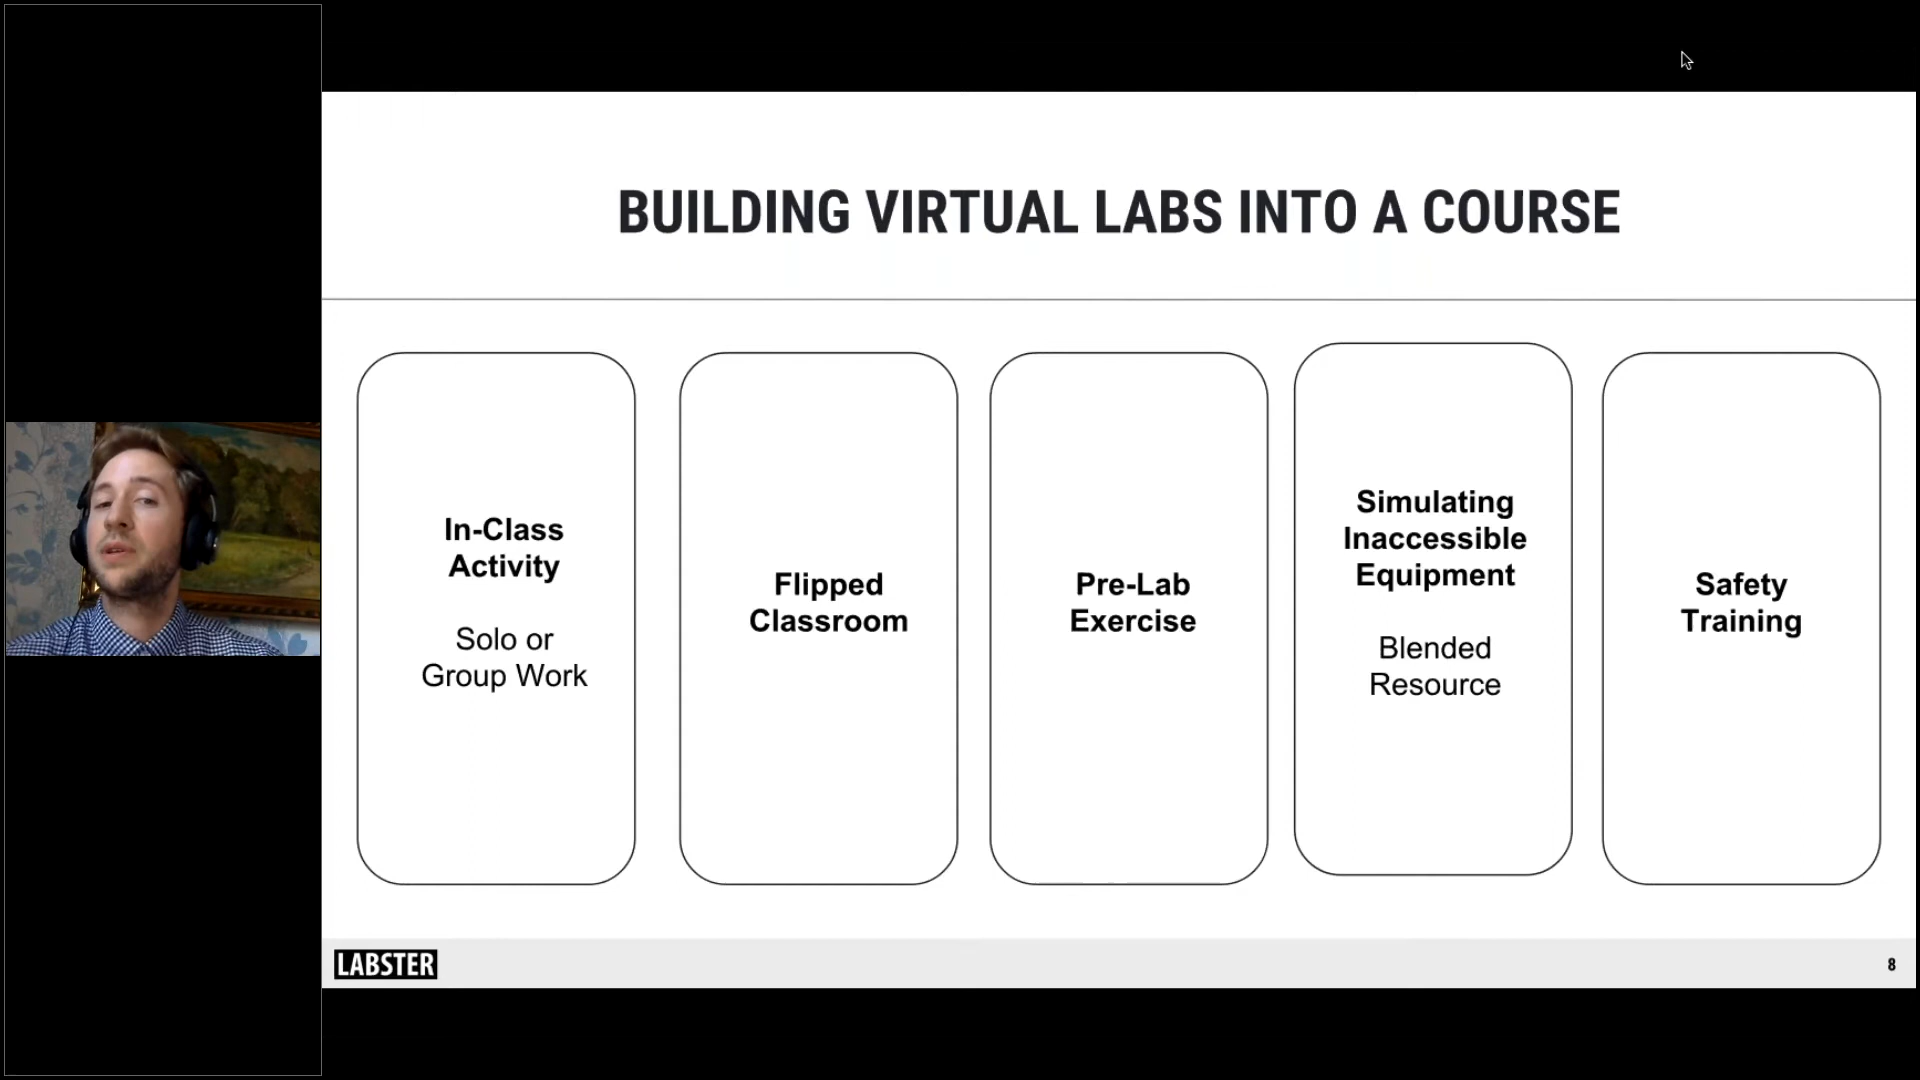 BUILDING VIRTUAL LABS INTO A COURSE
In-Class
Activity
Solo or
Group Work
Flipped
Classroom
Pre-Lab
Exercise
Simulating
Inaccessible
Equipment
Blended
Resource
Safety
Training
LABSTER
8